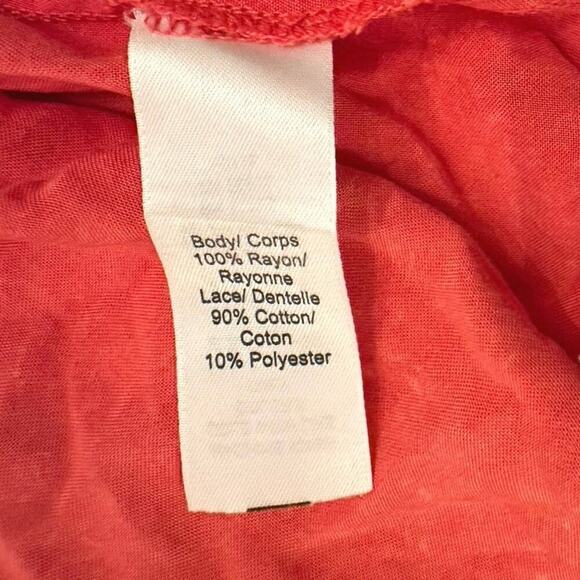 Body/ Corps
100% Rayon/
Rayonne
Lace/ Dentelle
90% Cotton/
Coton
10% Polyester